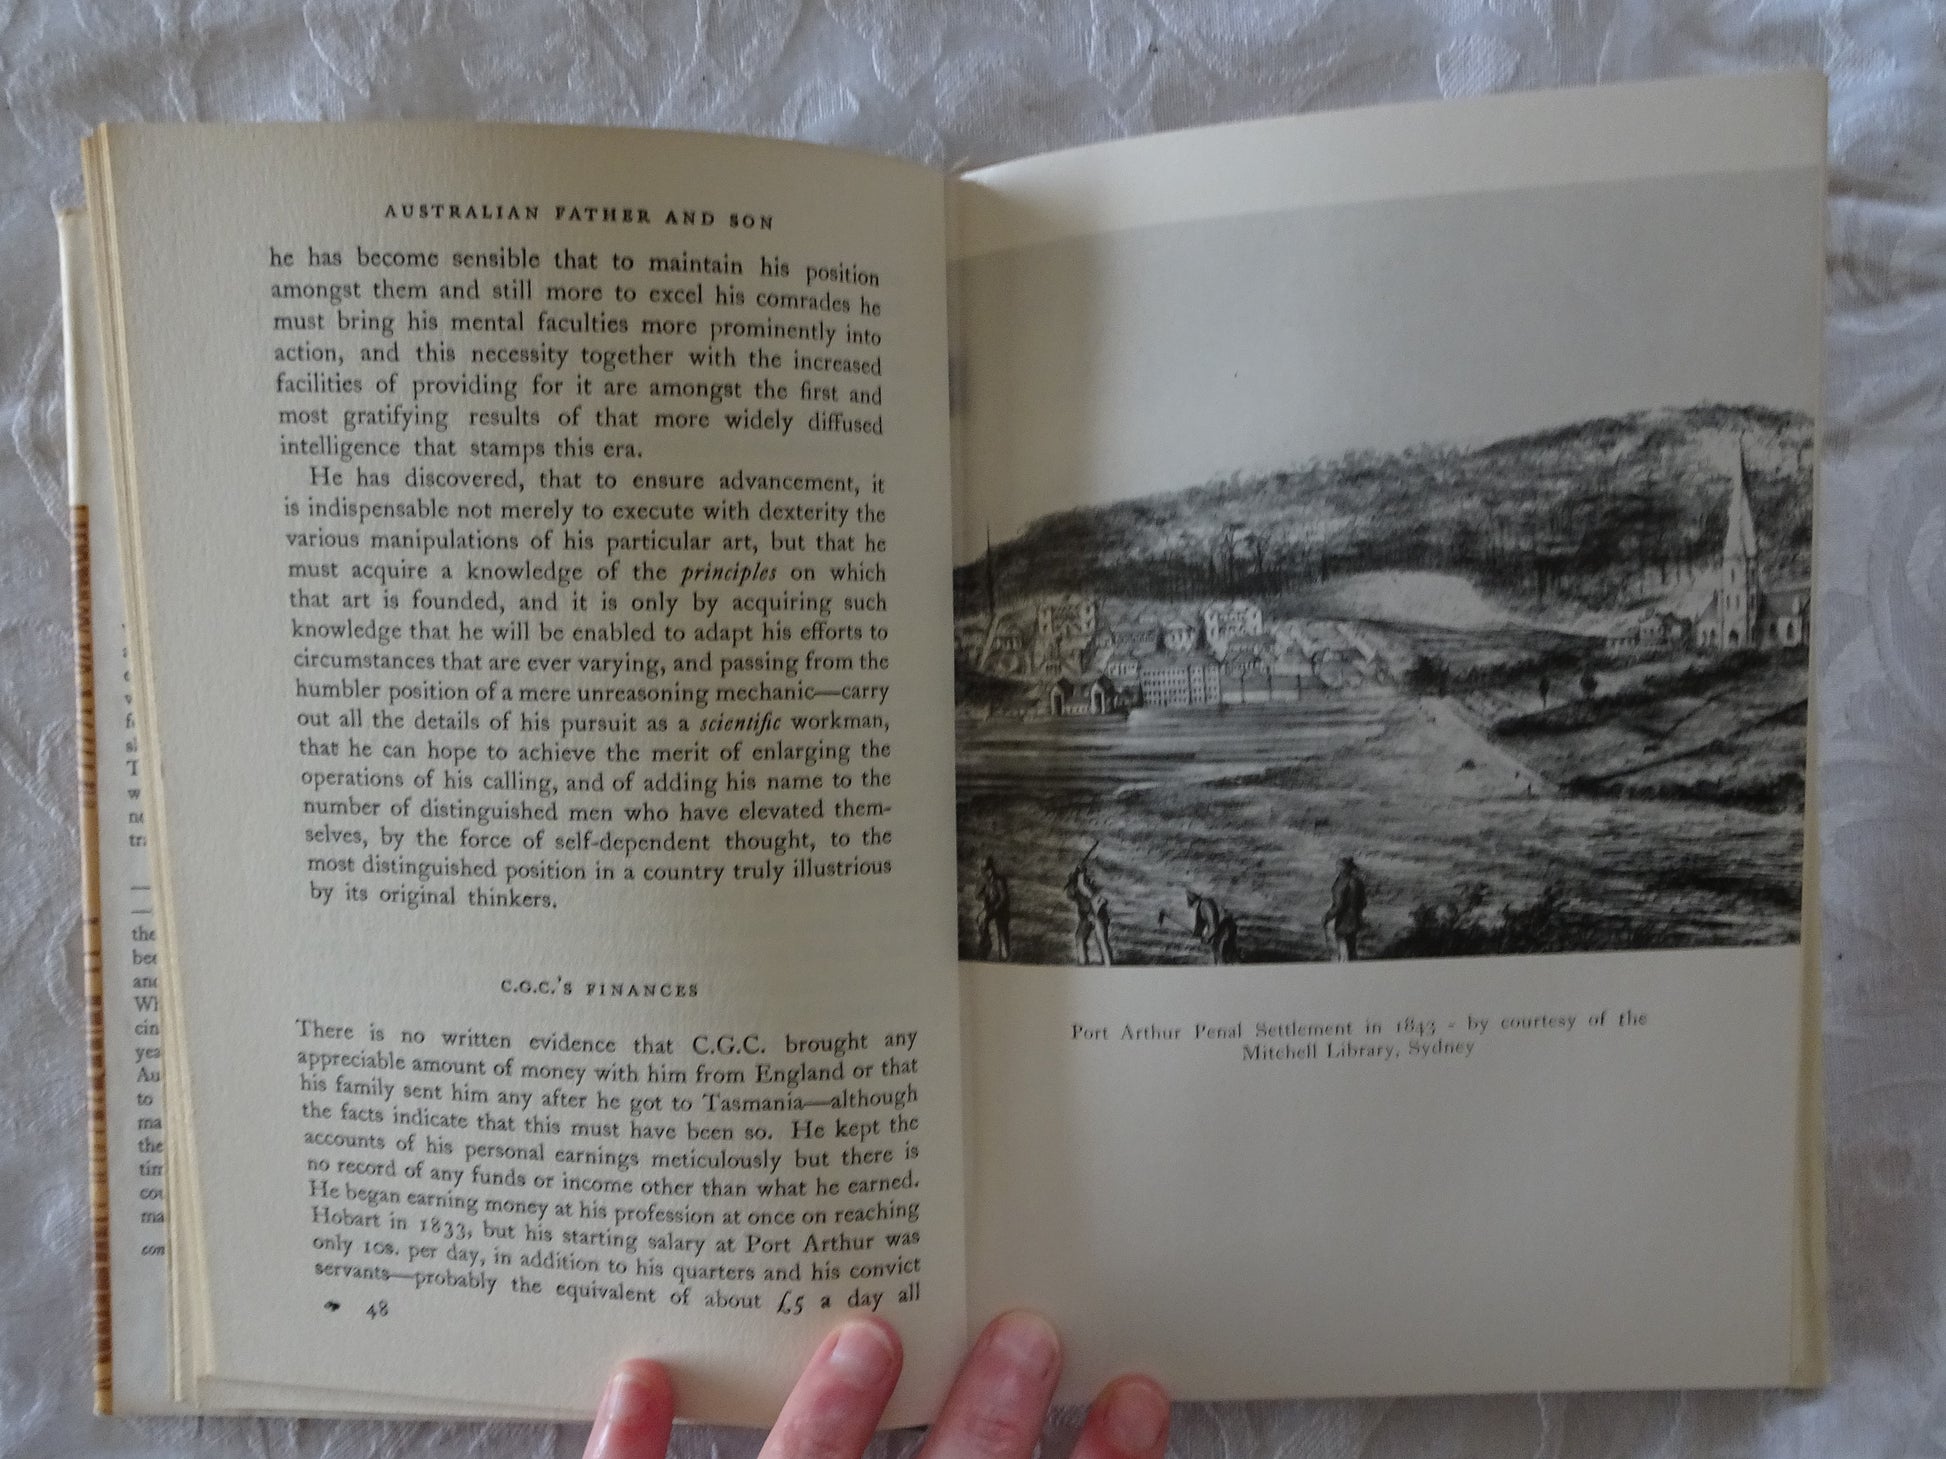 AUSTRALIAN FATHER AND SON
he has become sensible that to maintain his position
amongst them and still more to excel his comrades he
must bring his mental faculties more prominently into
action, and this necessity together with the increased
facilities of providing for it are amongst the first and
most gratifying results of that more widely diffused
intelligence that stamps this era.
He has discovered, that to ensure advancement, it
is indispensable not merely to execute with dexterity the
various manipulations of his particular art, but that he
must acquire a knowledge of the principles on which
that art is founded, and it is only by acquiring such
knowledge that he will be enabled to adapt his efforts to
circumstances that are ever varying, and passing from the
humbler position of a mere unreasoning mechanic—carry
out all the details of his pursuit as a scientific workman,
that he can hope to achieve the merit of enlarging the
operations of his calling, and of adding his name to the
number of distinguished men who have elevated them-
selves, by the force of self-dependent thought, to the
most distinguished position in a country truly illustrious
by its original thinkers.
C.G.C.'S FINANCES
There is no written evidence that C.G.C. brought any
appreciable amount of money with him from England or that
his family sent him any after he got to Tasmania—although
the facts indicate that this must have been so. He kept the
accounts of his personal earnings meticulously but there is
no record of any funds or income other than what he earned.
He began earning money at his profession at once on reaching
Hobart in 1833, but his starting salary at Port Arthur was
only 10s. per day, in addition to his quarters and his convict
servants—probably the equivalent of about £5 a day all
48
Port Arthur Penal Settlement in 1843 - by courtesy of the
Mitchell Library, Sydney